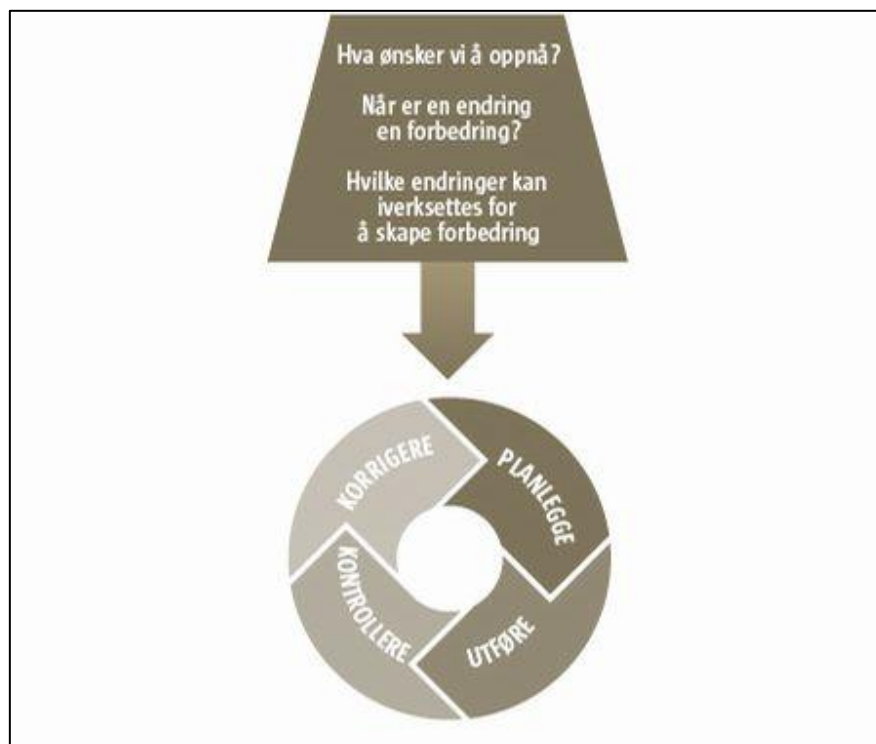 Hva ønsker vi å oppnå?
Når er en endring
en forbedring?
Hvilke endringer kan
iverksettes for
å skape forbedring
PLANLEGGE
UTFØRE
KONTROLLERE
KORRIGERE